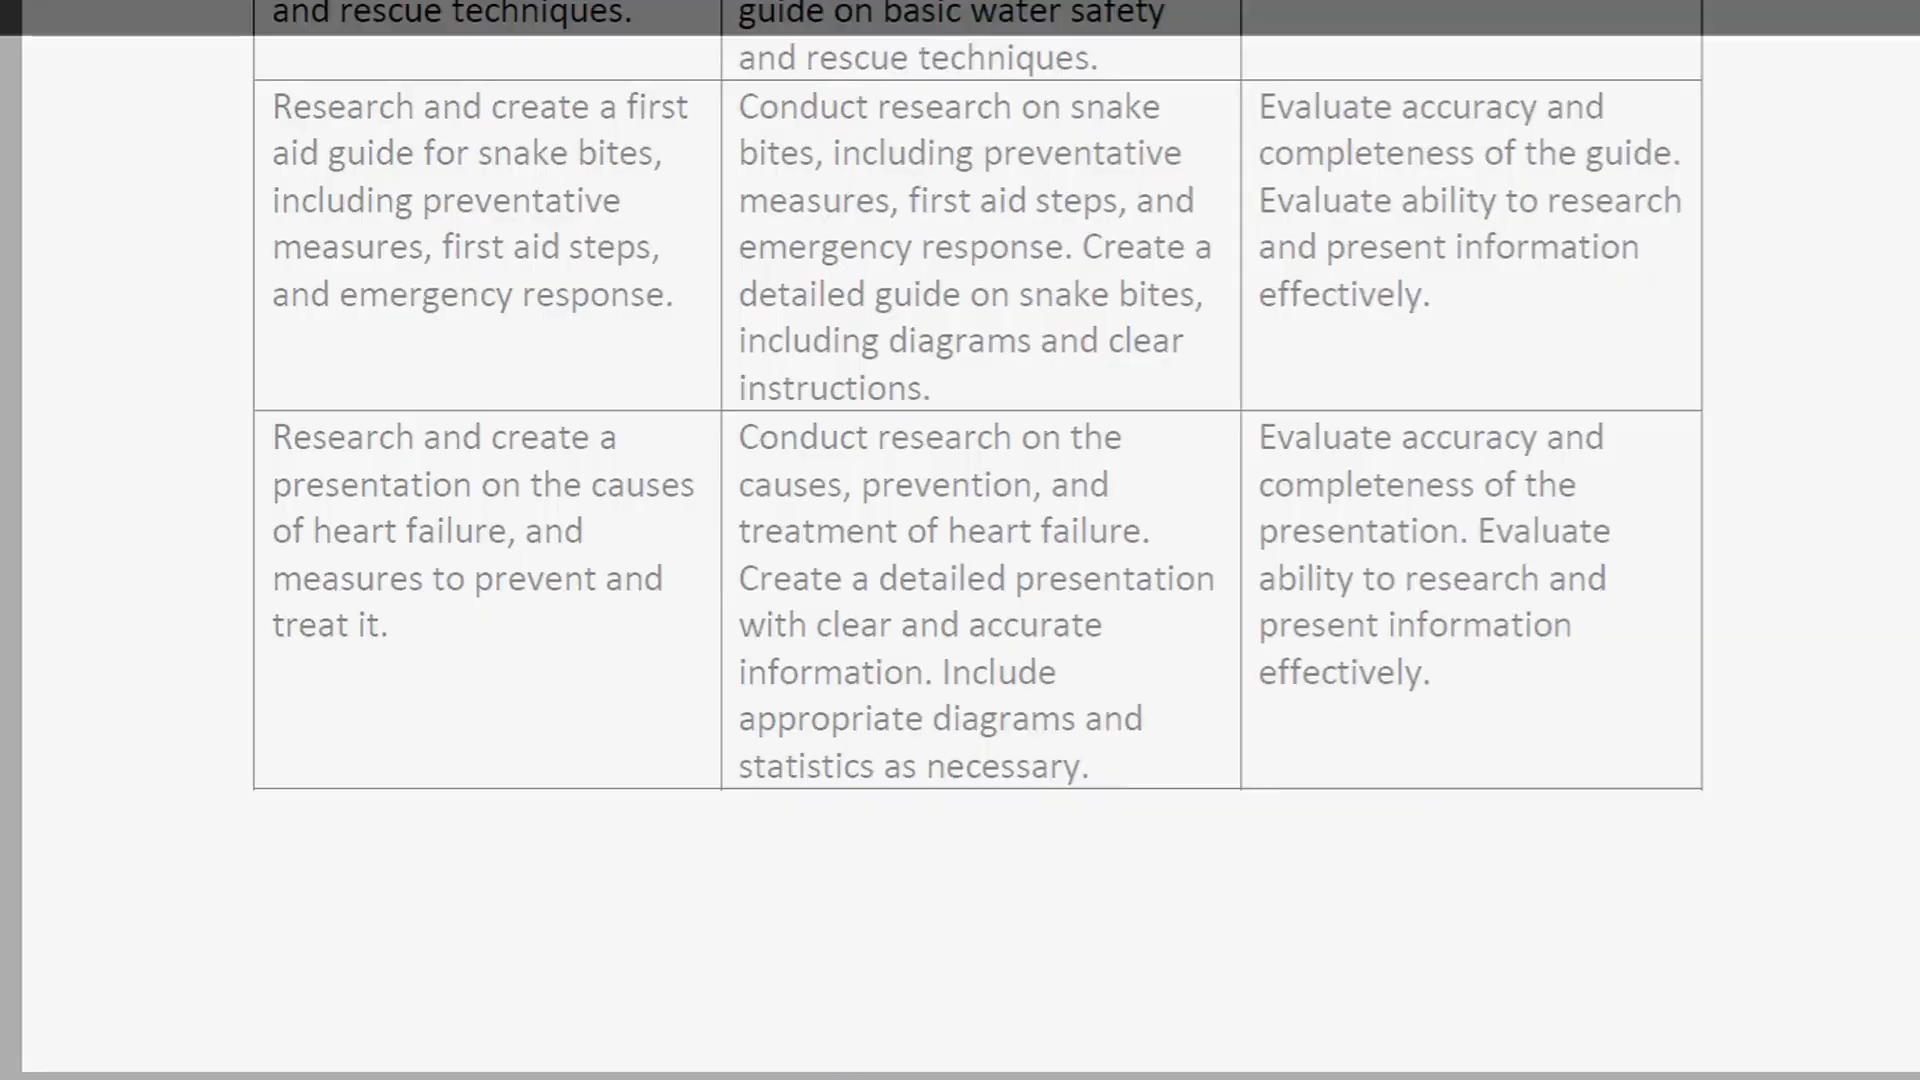 and rescue techniques.
guide on basic water safety
and rescue techniques.
Research and create a first
aid guide for snake bites,
including preventative
measures, first aid steps,
and emergency response.
Conduct research on snake
bites, including preventative
measures, first aid steps, and
emergency response. Create a
detailed guide on snake bites,
including diagrams and clear
instructions.
Evaluate accuracy and
completeness of the guide.
Evaluate ability to research
and present information
effectively.
Research and create a
presentation on the causes
of heart failure, and
measures to prevent and
treat it.
Conduct research on the
causes, prevention, and
treatment of heart failure.
Create a detailed presentation
with clear and accurate
information. Include
appropriate diagrams and
statistics as necessary.
Evaluate accuracy and
completeness of the
presentation. Evaluate
ability to research and
present information
effectively.